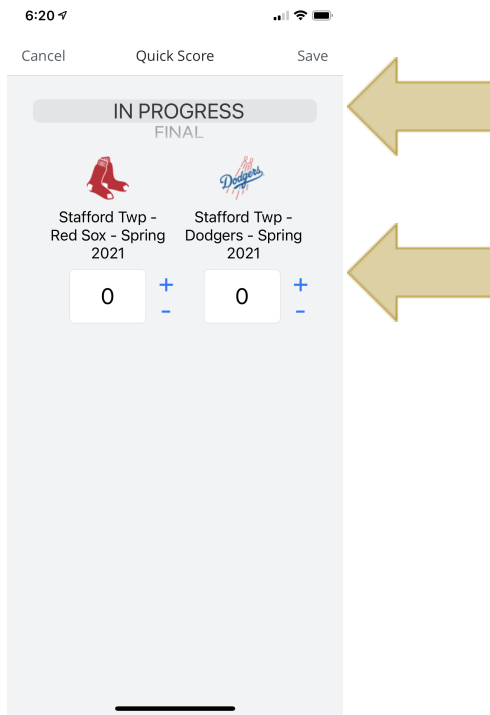 6:20
Cancel Quick Score Save
IN PROGRESS
FINAL
Dodgers
Stafford Twp - Stafford Twp -
Red Sox - Spring Dodgers - Spring
2021 2021
0 + 0 +
- -